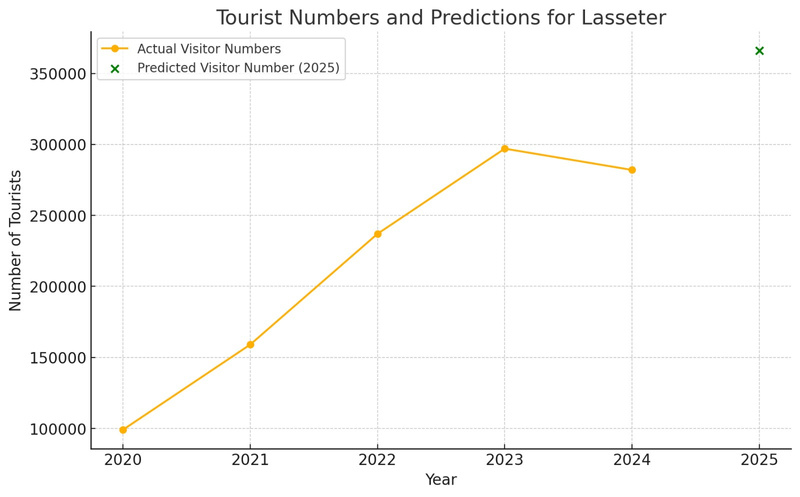 Tourist Numbers and Predictions for Lasseter
Actual Visitor Numbers
Predicted Visitor Number (2025)
Number of Tourists
350000
300000
250000
200000
150000
100000
2020 2021 2022 2023 2024 2025
Year